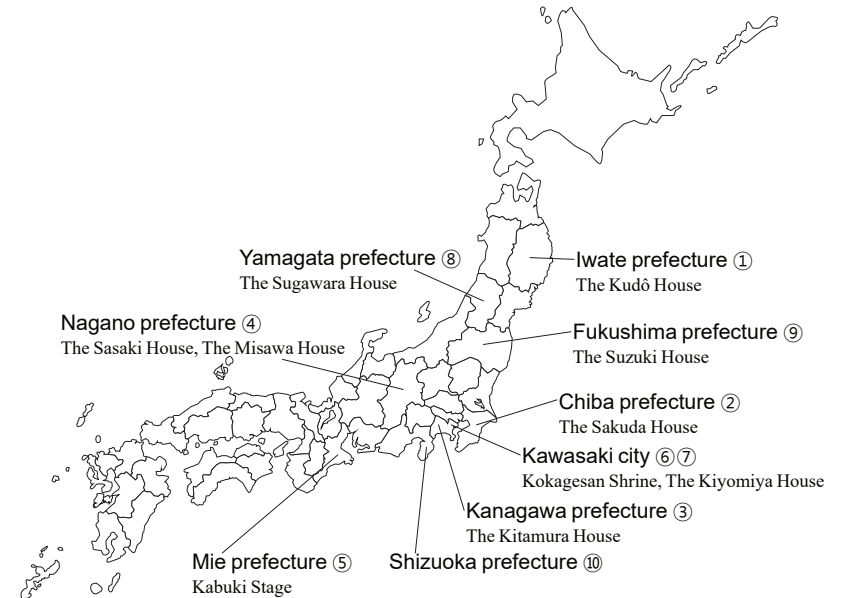 Yamagata prefecture ⑧
The Sugawara House
Iwate prefecture ①
The Kudô House
Nagano prefecture ④
The Sasaki House, The Misawa House
Fukushima prefecture ⑨
The Suzuki House
Chiba prefecture ②
The Sakuda House
Kawasaki city ⑥⑦
Kokagesan Shrine, The Kiyomiya House
Kanagawa prefecture ③
The Kitamura House
Mie prefecture ⑤
Kabuki Stage
Shizuoka prefecture ⑩